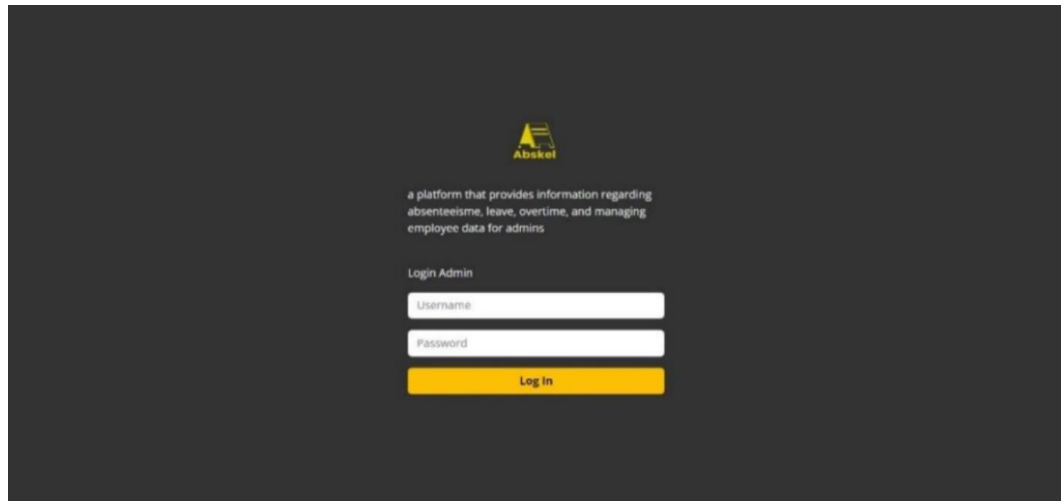 Abskel
a platform that provides information regarding
absenteeisme, leave, overtime, and managing
employee data for admins
Login Admin
Username
Password
Log In